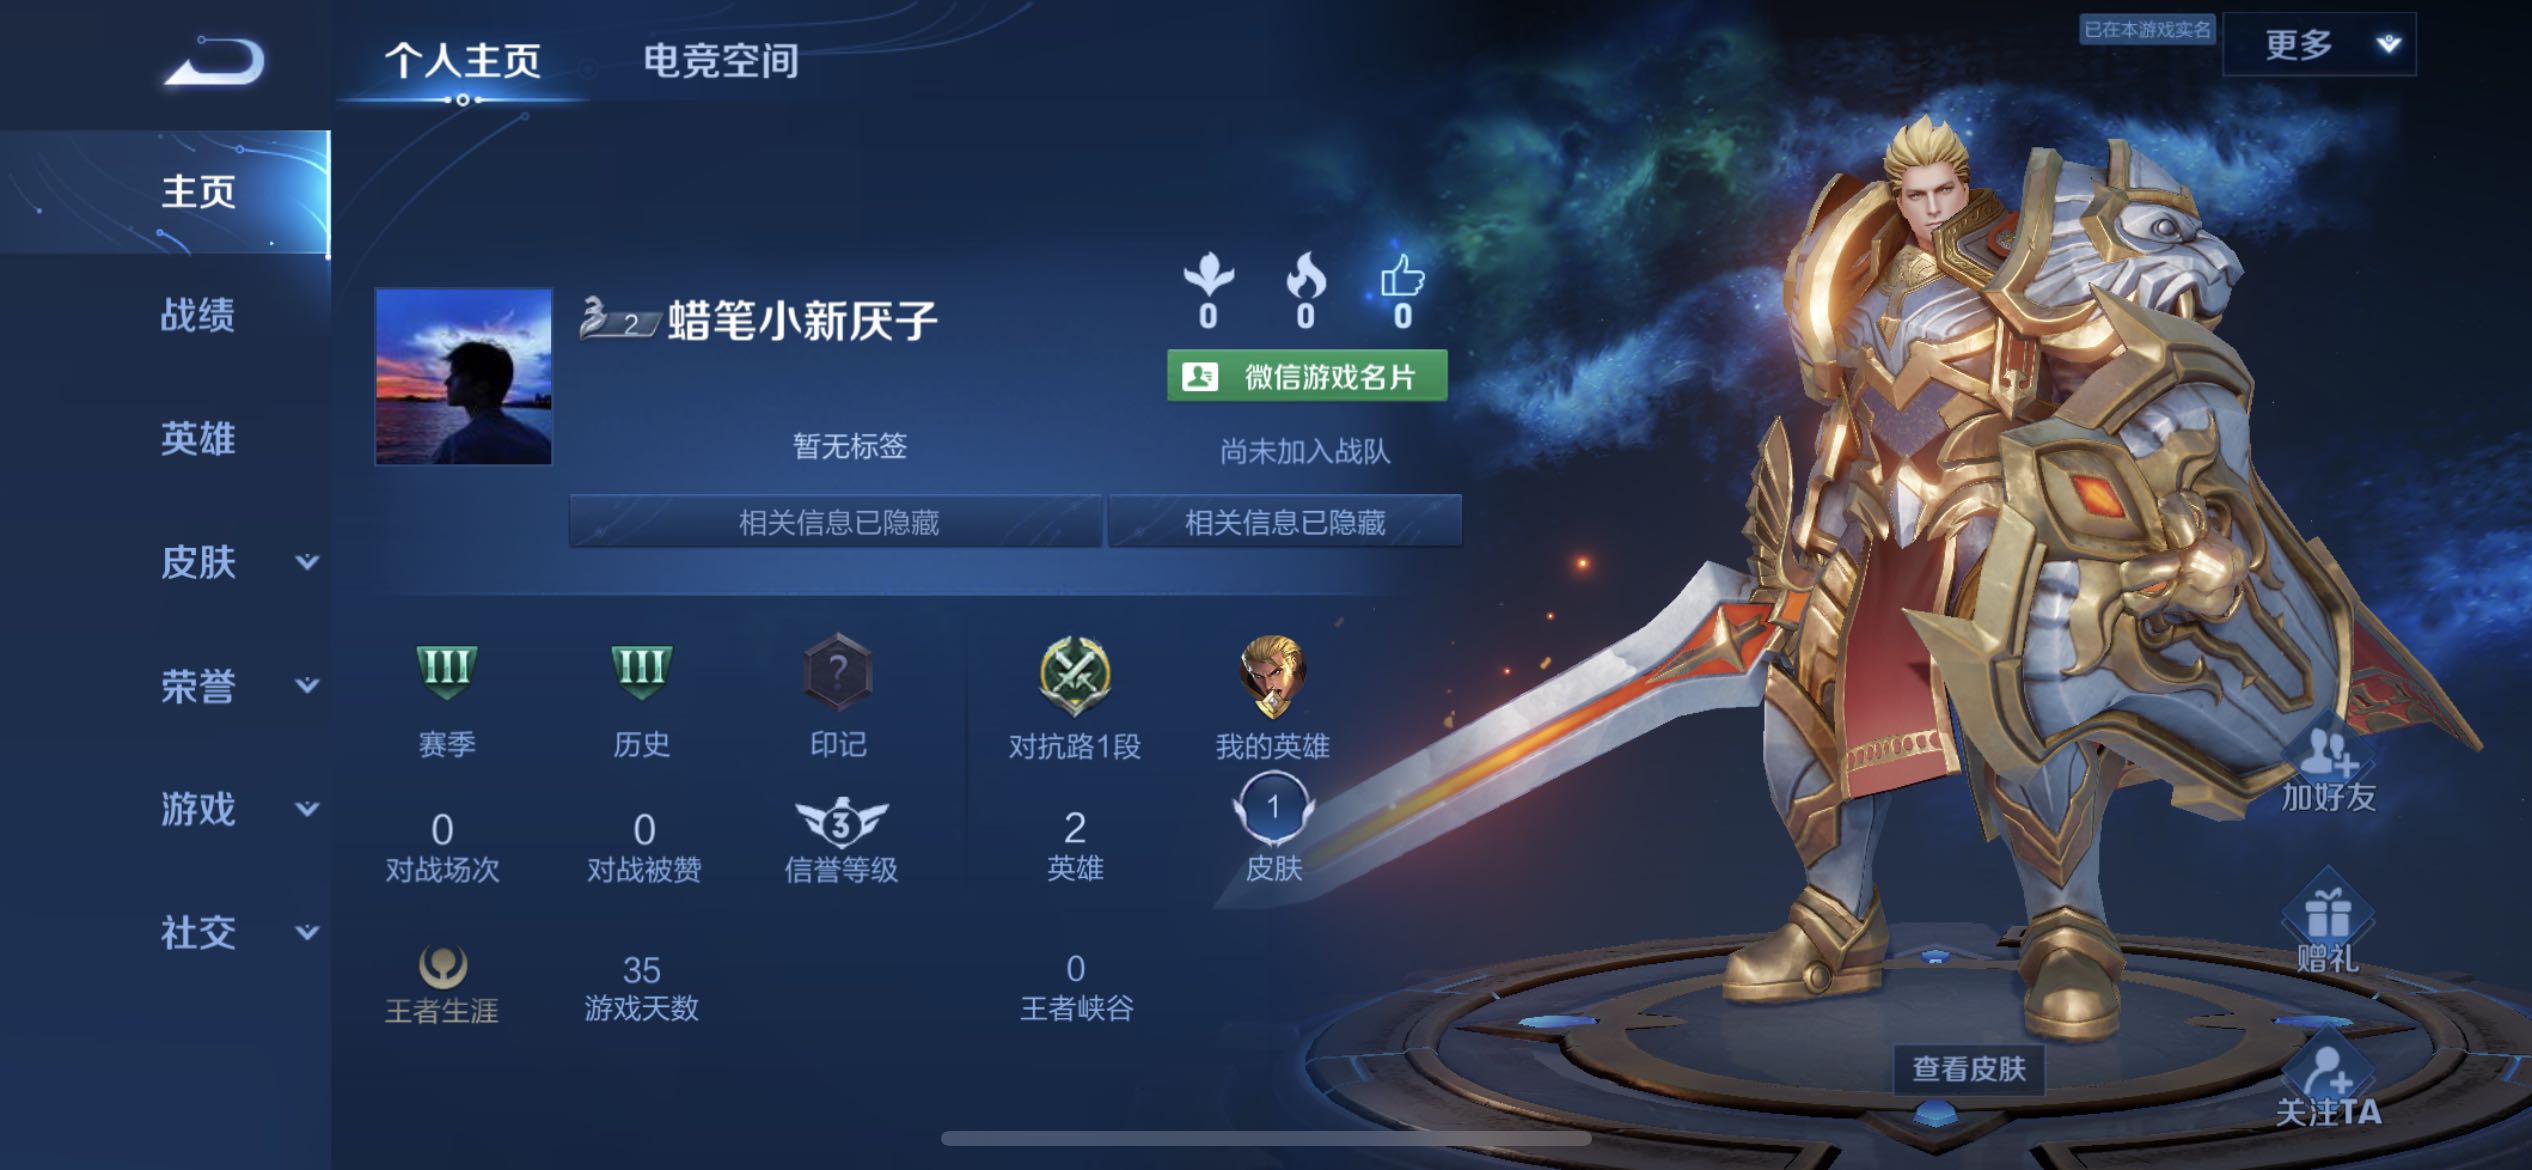 个人主页
电竞空间
已在本游戏实名
更多
主页
战绩
英雄
皮肤
荣誉
游戏
社交
2
蜡笔小新厌子
0
0
0
微信游戏名片
暂无标签
尚未加入战队
相关信息已隐藏
相关信息已隐藏
III
赛季
III
历史
?
印记
对抗路1段
我的英雄
0
对战场次
0
对战被赞
3
信誉等级
2
英雄
1
皮肤
王者生涯
35
游戏天数
0
王者峡谷
加好友
赠礼
查看皮肤
关注TA